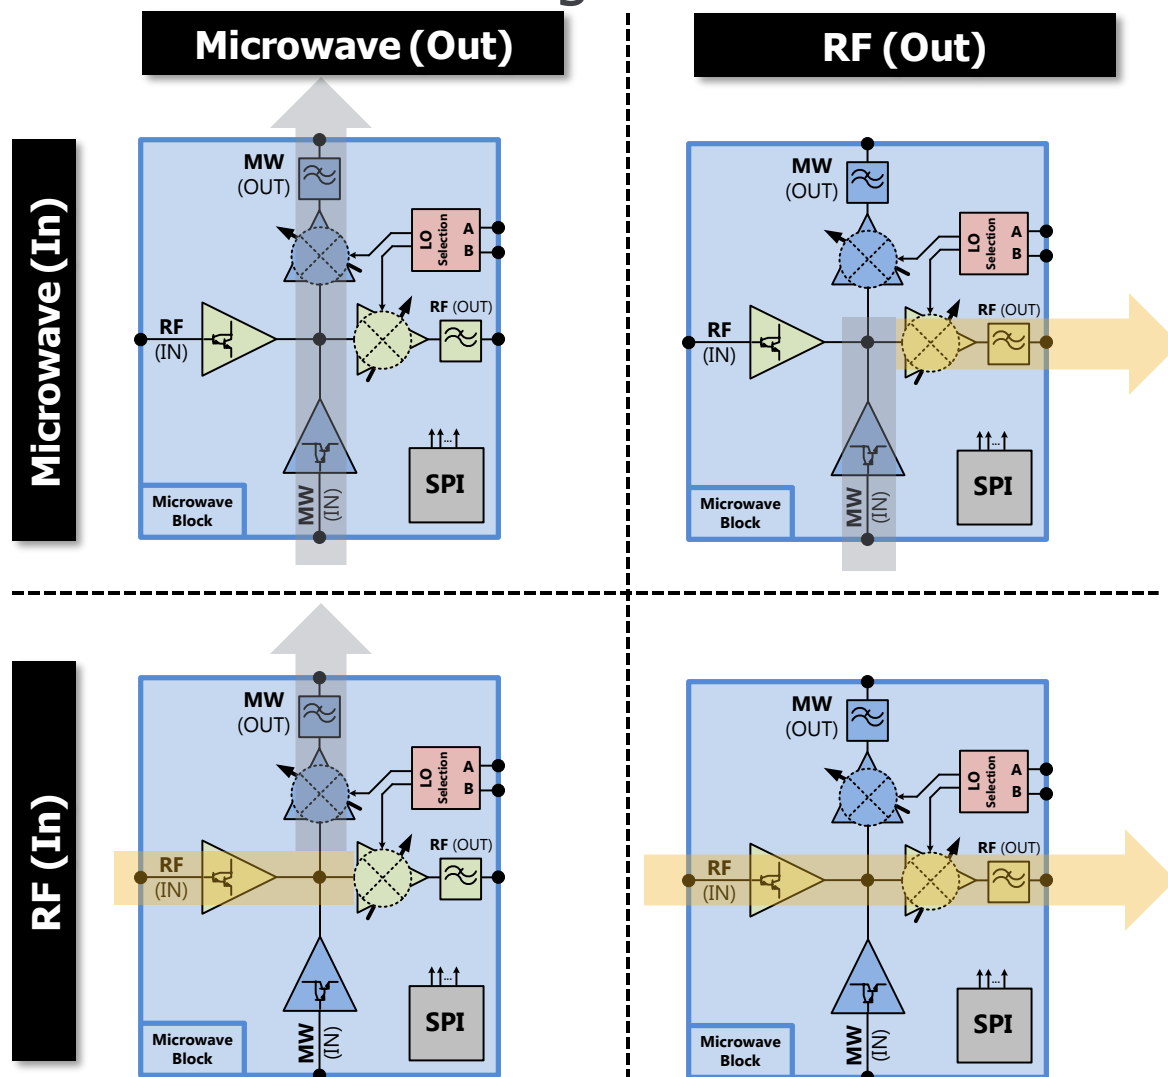 g
Microwave (Out)
RF (Out)
Microwave (In)
MW
(OUT)
LO
Selection
A
B
RF (OUT)
RF
(IN)
MW
(IN)
...
SPI
Microwave
Block
MW
(OUT)
LO
Selection
A
B
RF (OUT)
RF
(IN)
MW
(IN)
...
SPI
Microwave
Block
RF (In)
MW
(OUT)
LO
Selection
A
B
RF (OUT)
RF
(IN)
MW
(IN)
...
SPI
Microwave
Block
MW
(OUT)
LO
Selection
A
B
RF (OUT)
RF
(IN)
MW
(IN)
...
SPI
Microwave
Block